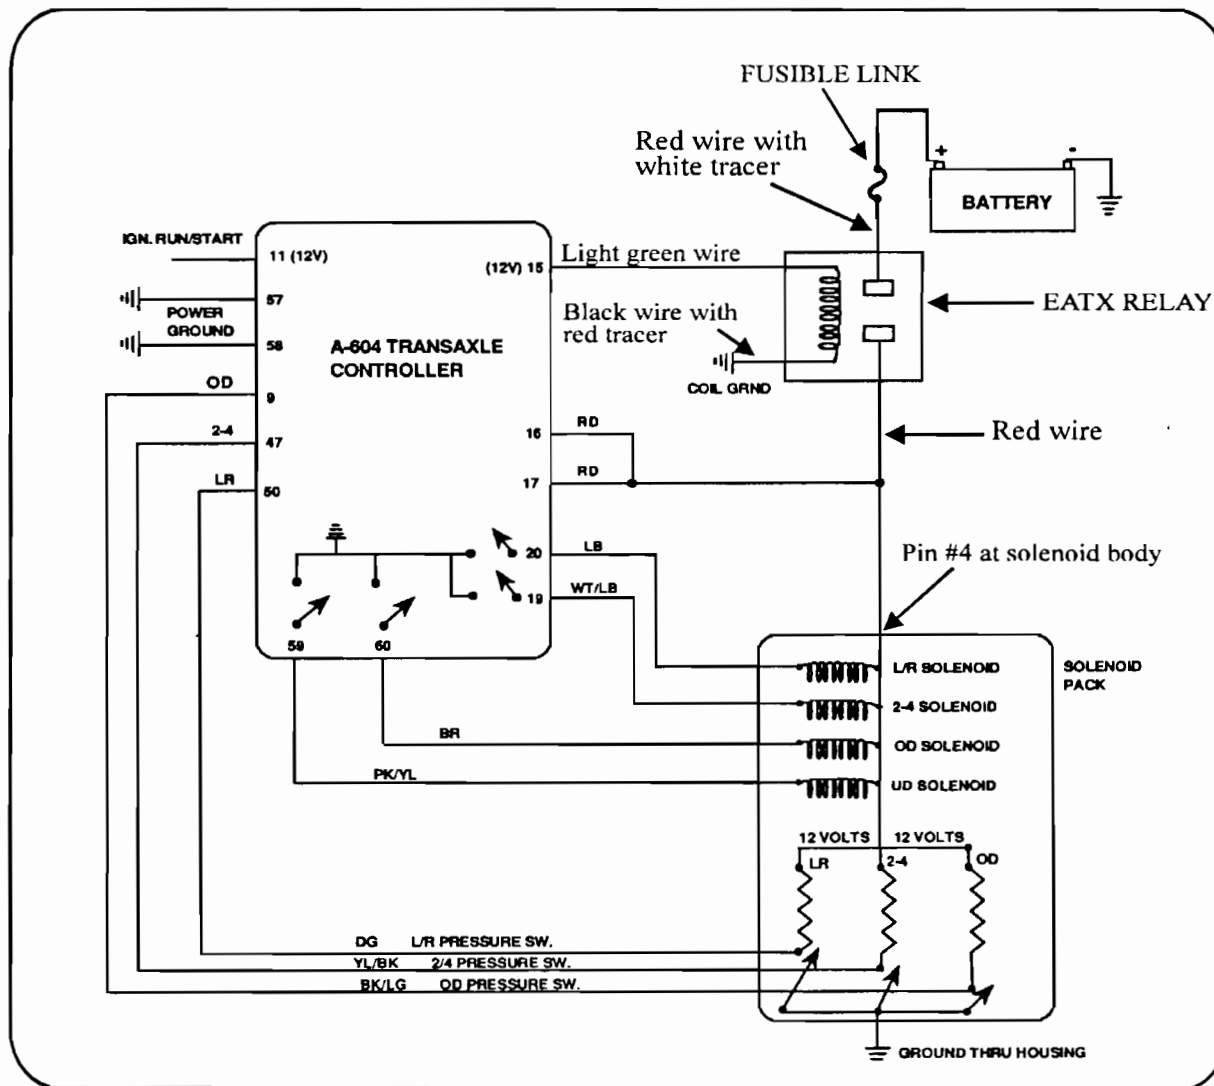 FUSIBLE LINK
Red wire with
white tracer
+
-
BATTERY
IGN. RUN/START
11 (12V)
(12V) 15
Light green wire
57
POWER
GROUND
58
A-604 TRANSAXLE
CONTROLLER
Black wire with
red tracer
COIL GRND
EATX RELAY
OD
9
2-4
47
LR
50
16
RD
17
RD
Red wire
20
LB
19
WT/LB
59
60
Pin #4 at solenoid body
L/R SOLENOID
SOLENOID
PACK
2-4 SOLENOID
BR
OD SOLENOID
PK/YL
UD SOLENOID
12 VOLTS
12 VOLTS
LR
2-4
OD
DG L/R PRESSURE SW.
YL/BK 2/4 PRESSURE SW.
BK/LG OD PRESSURE SW.
GROUND THRU HOUSING